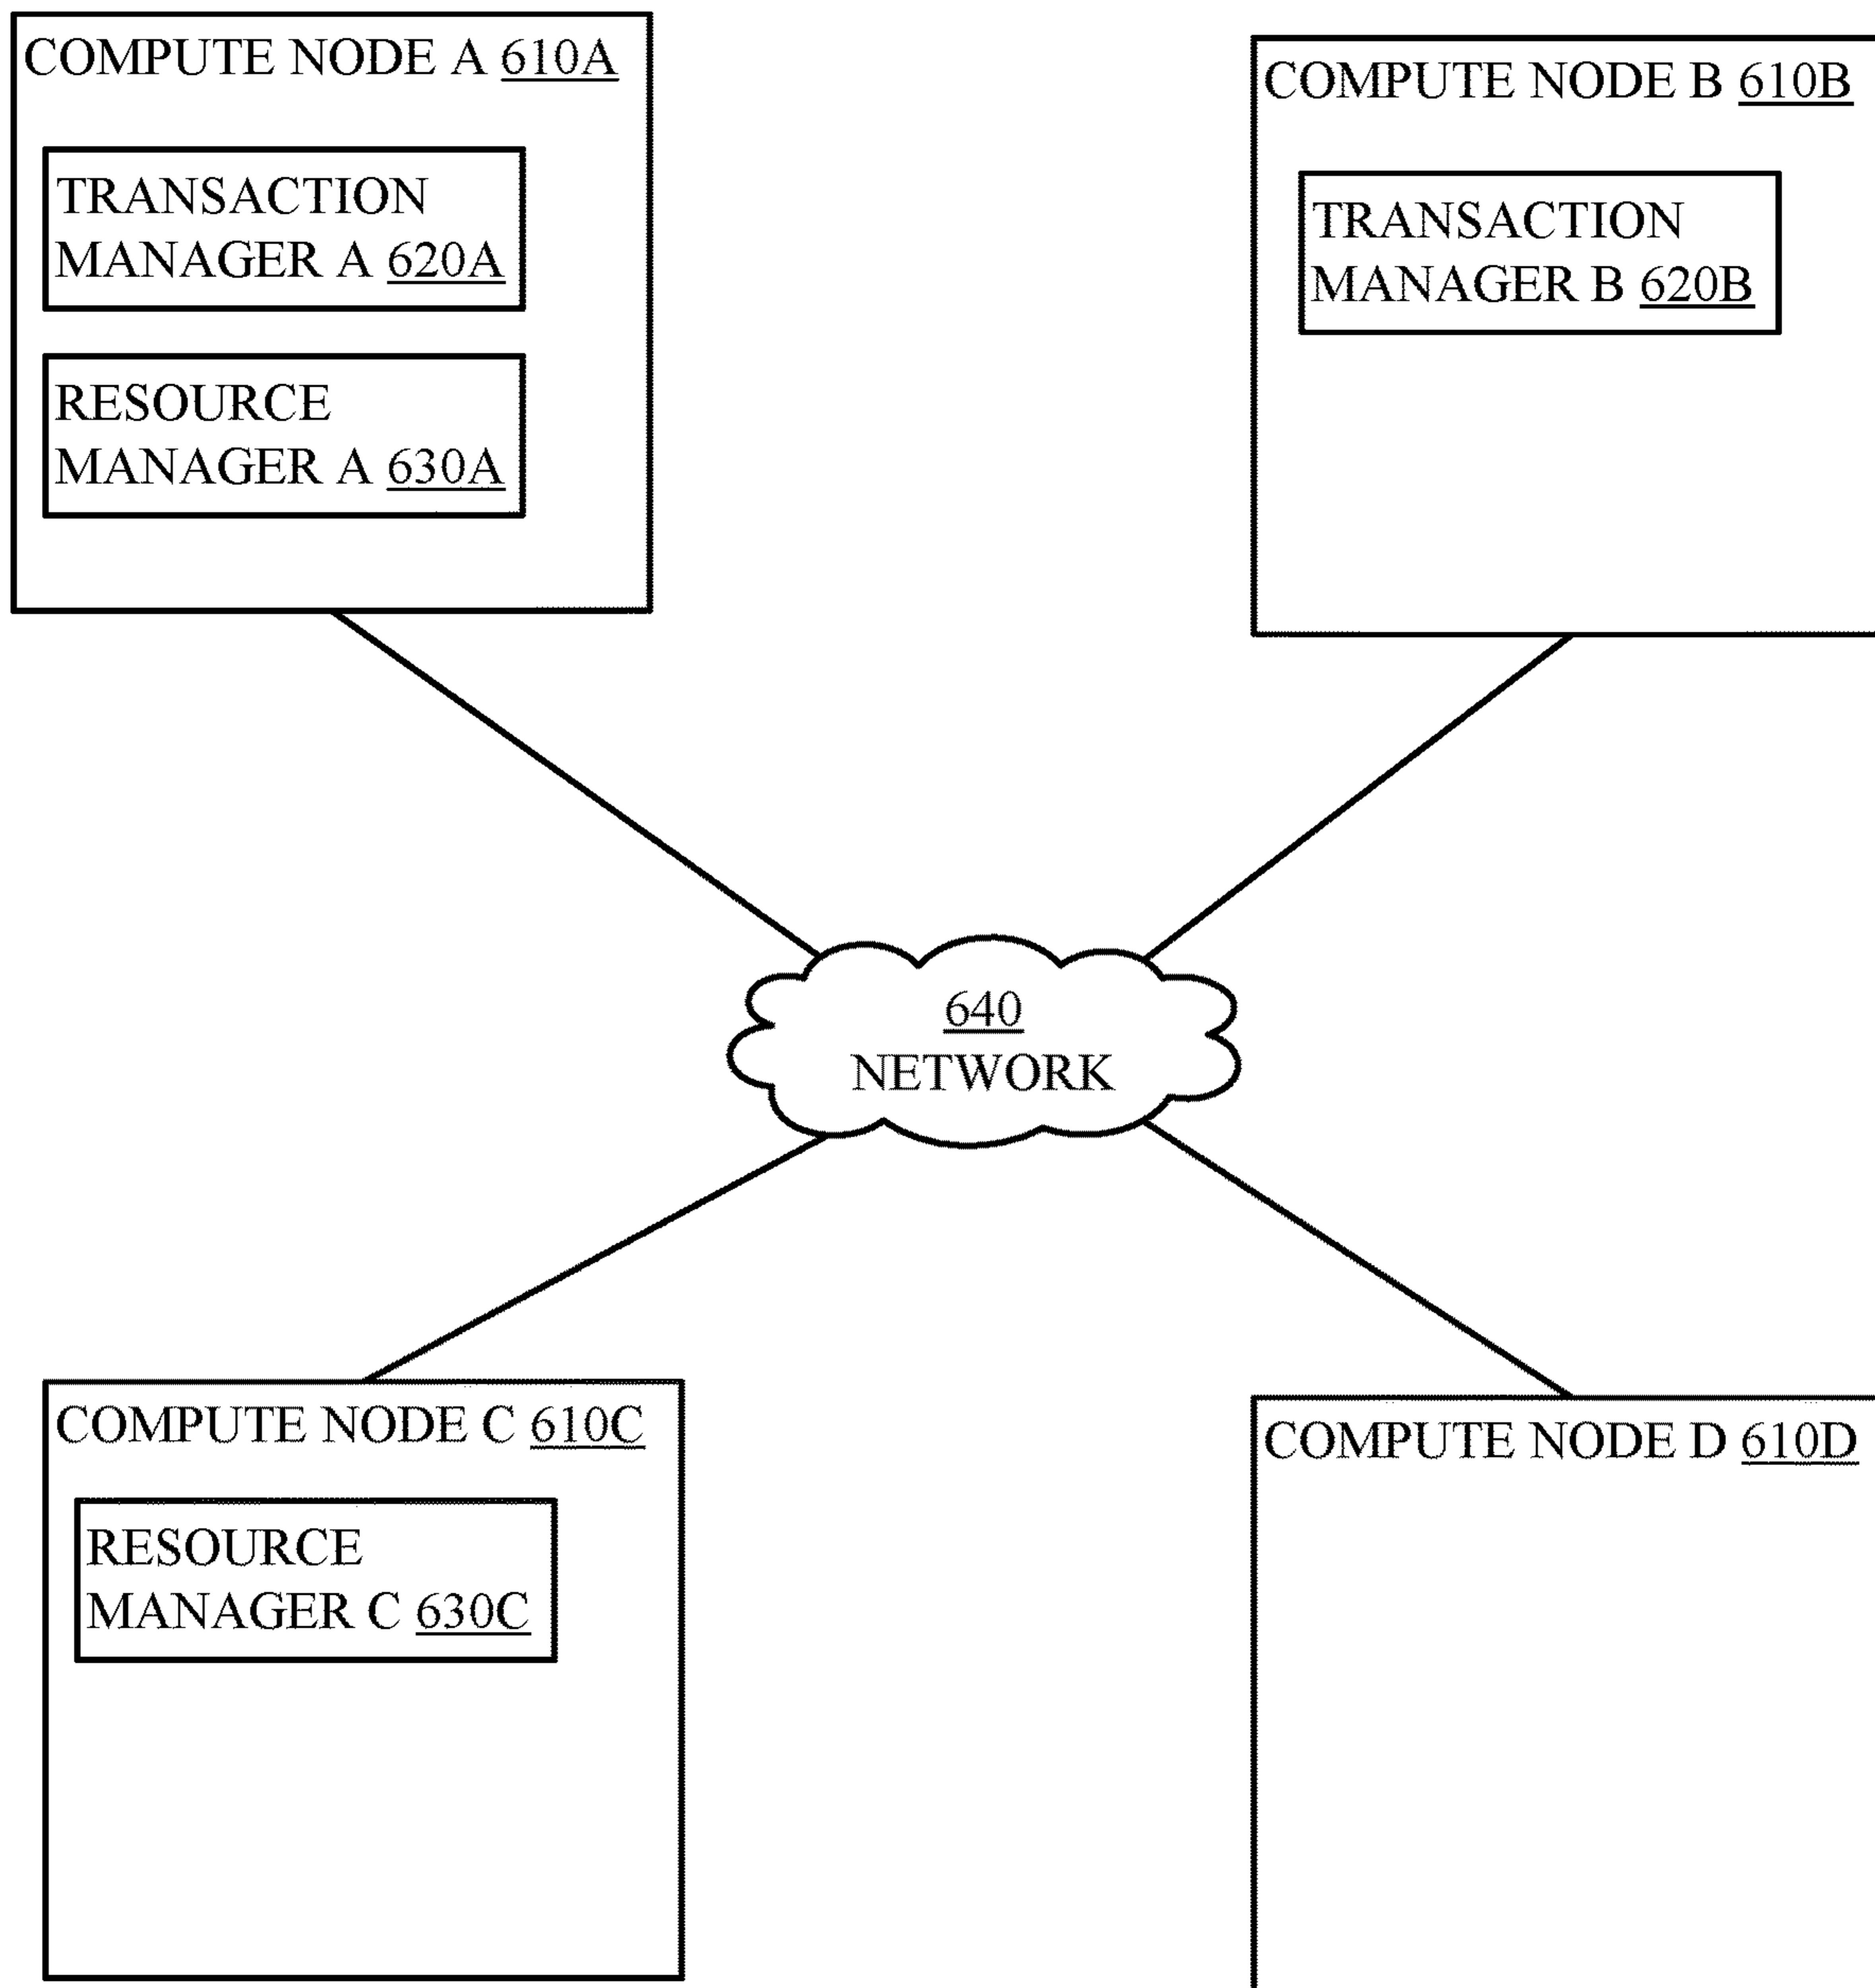 COMPUTE NODE A 610A
TRANSACTION
MANAGER A 620A
RESOURCE
MANAGER A 630A
COMPUTE NODE B 610B
TRANSACTION
MANAGER B 620B
640
NETWORK
COMPUTE NODE C 610C
RESOURCE
MANAGER C 630C
COMPUTE NODE D 610D